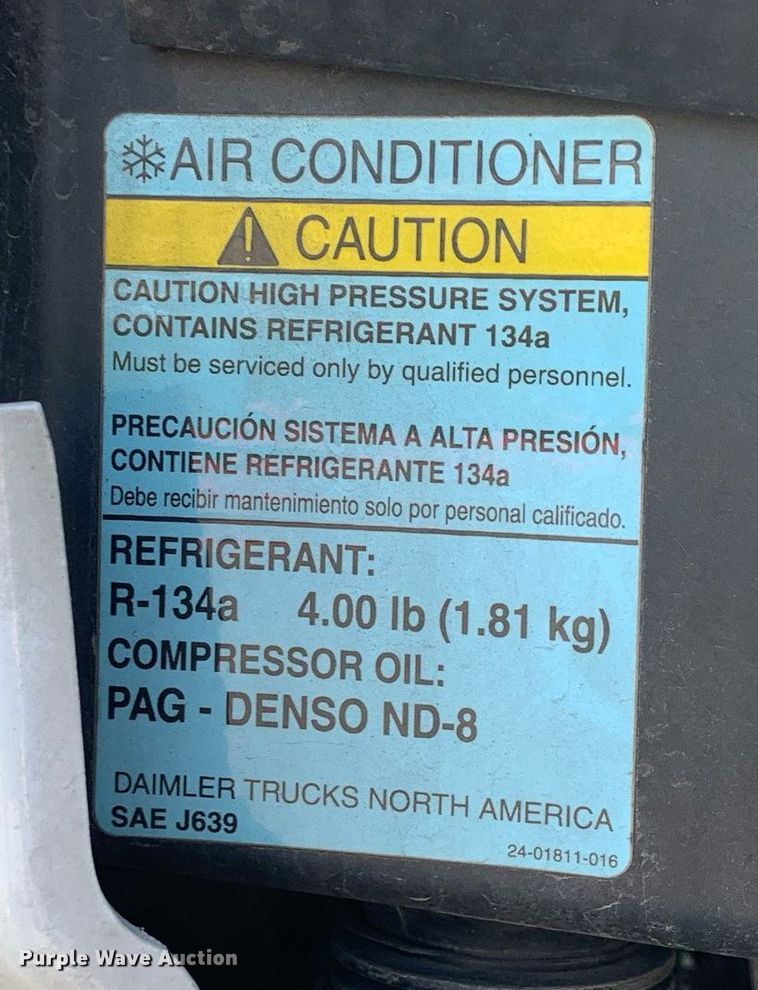 AIR CONDITIONER
CAUTION
CAUTION HIGH PRESSURE SYSTEM,
CONTAINS REFRIGERANT 134a
Must be serviced only by qualified personnel.
PRECAUCIÓN SISTEMA A ALTA PRESIÓN,
CONTIENE REFRIGERANTE 134a
Debe recibir mantenimiento solo por personal calificado.
REFRIGERANT:
R-134a 4.00 lb (1.81 kg)
COMPRESSOR OIL:
PAG - DENSO ND-8
DAIMLER TRUCKS NORTH AMERICA
SAE J639
24-01811-016
Purple Wave Auction